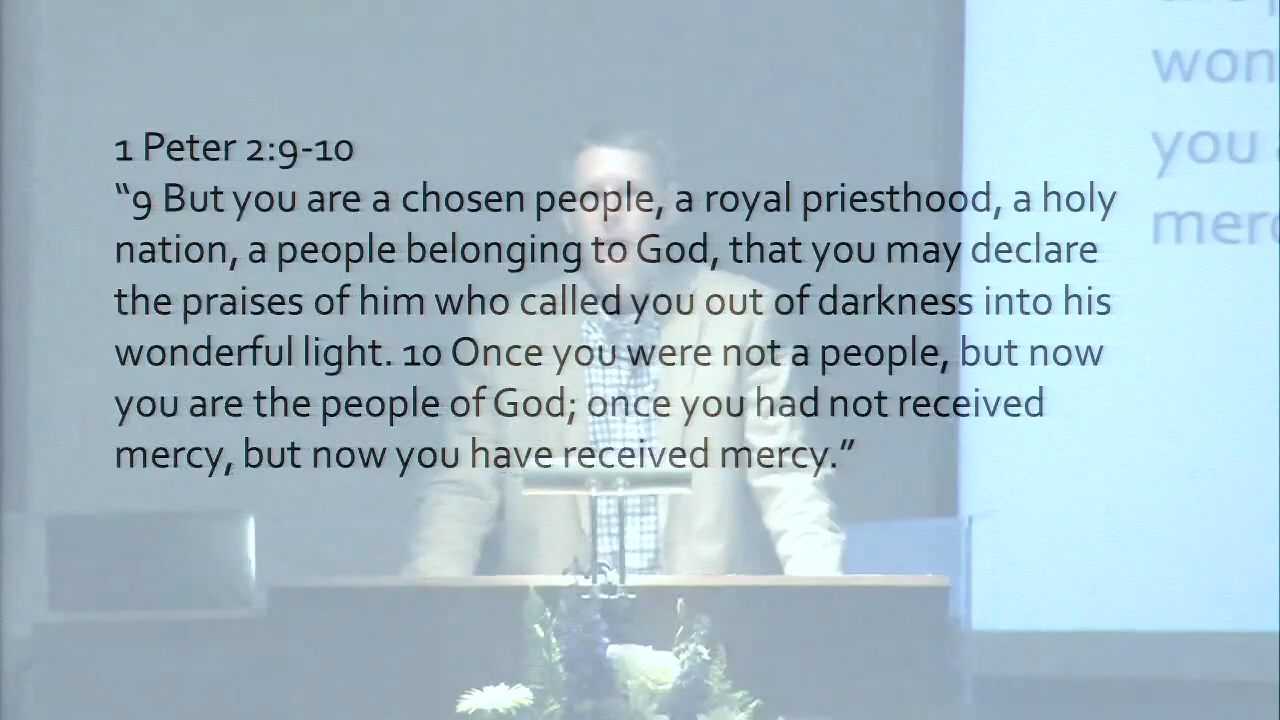 1 Peter 2:9-10
“9 But you are a chosen people, a royal priesthood, a holy
nation, a people belonging to God, that you may declare
the praises of him who called you out of darkness into his
wonderful light. 10 Once you were not a people, but now
you are the people of God; once you had not received
mercy, but now you have received mercy.”
you